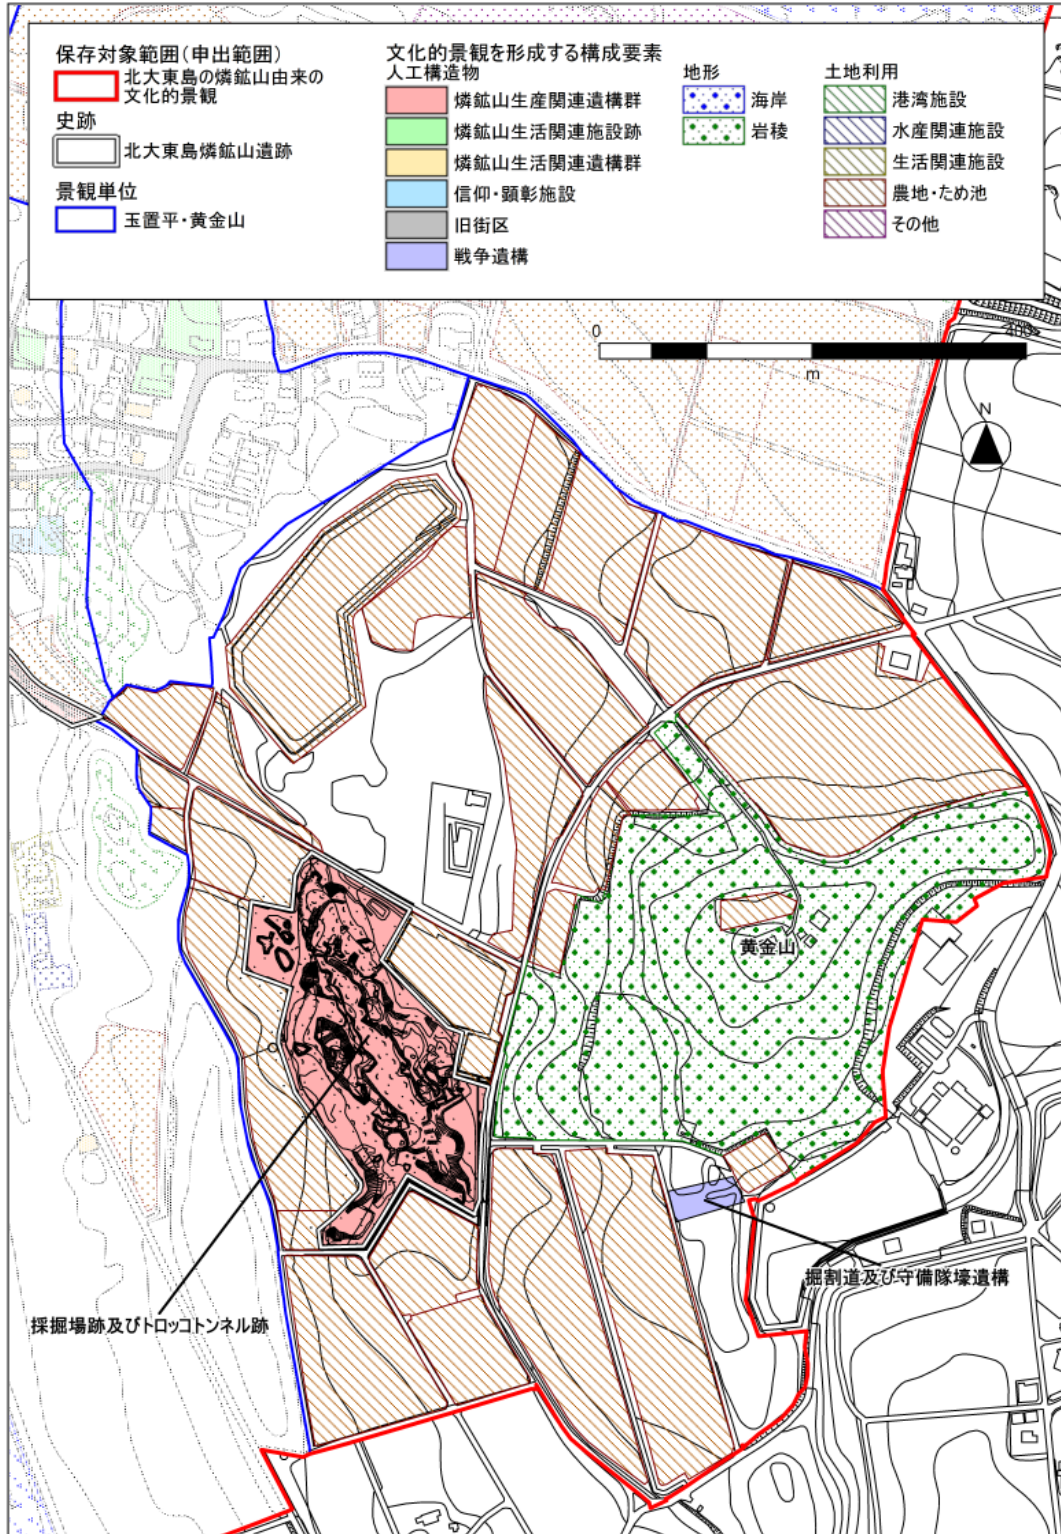 保存対象範囲(申出範囲)
北大東島の燐鉱山由来の
文化的景観
史跡
北大東島燐鉱山遺跡
景観単位
玉置平・黄金山
文化的景観を形成する構成要素
人工構造物
燐鉱山生産関連遺構群
燐鉱山生活関連施設跡
燐鉱山生活関連遺構群
信仰・顕彰施設
旧街区
戦争遺構
地形
海岸
岩稜
土地利用
港湾施設
水産関連施設
生活関連施設
農地・ため池
その他
0
m
N
黄金山
掘割道及び守備隊壕遺構
採掘場跡及びトロッコトンネル跡